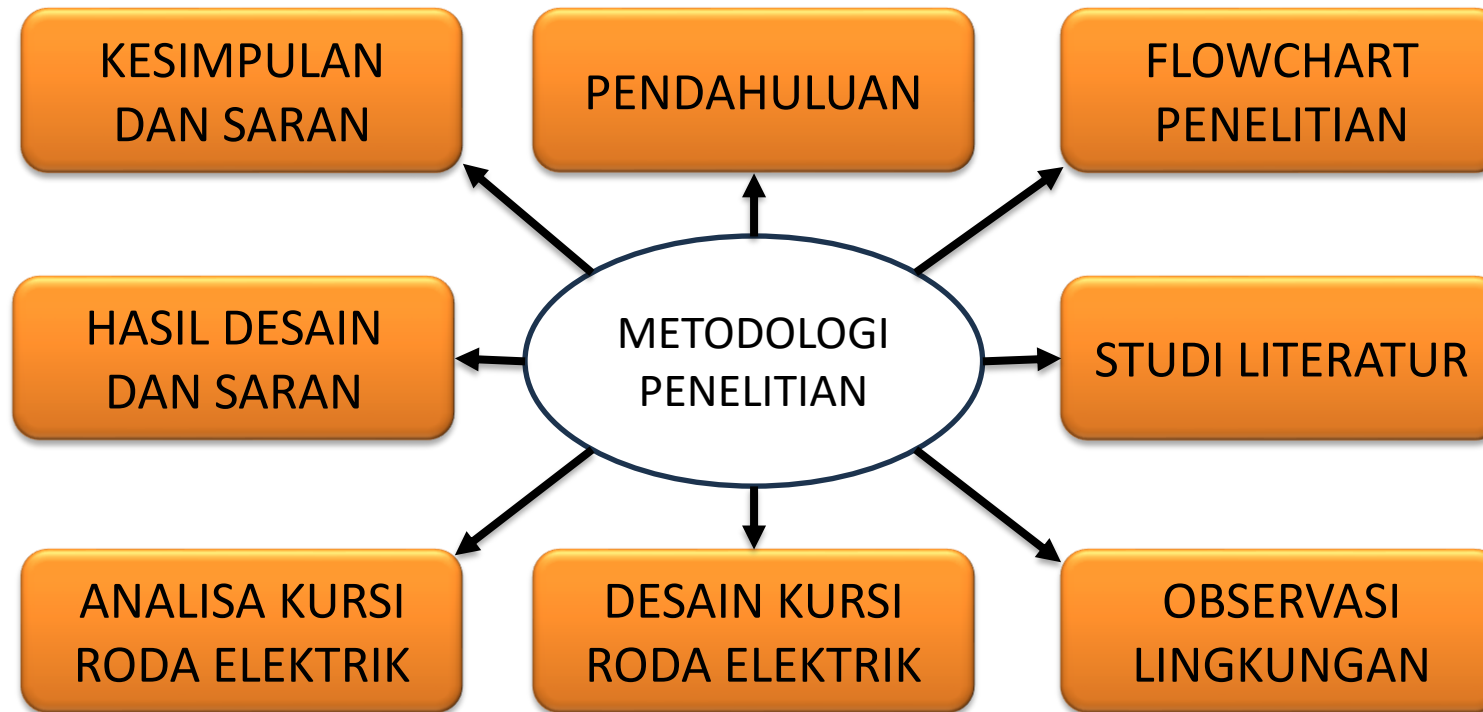 KESIMPULAN
DAN SARAN
PENDAHULUAN
FLOWCHART
PENELITIAN
HASIL DESAIN
DAN SARAN
METODOLOGI
PENELITIAN
STUDI LITERATUR
ANALISA KURSI
RODA ELEKTRIK
DESAIN KURSI
RODA ELEKTRIK
OBSERVASI
LINGKUNGAN